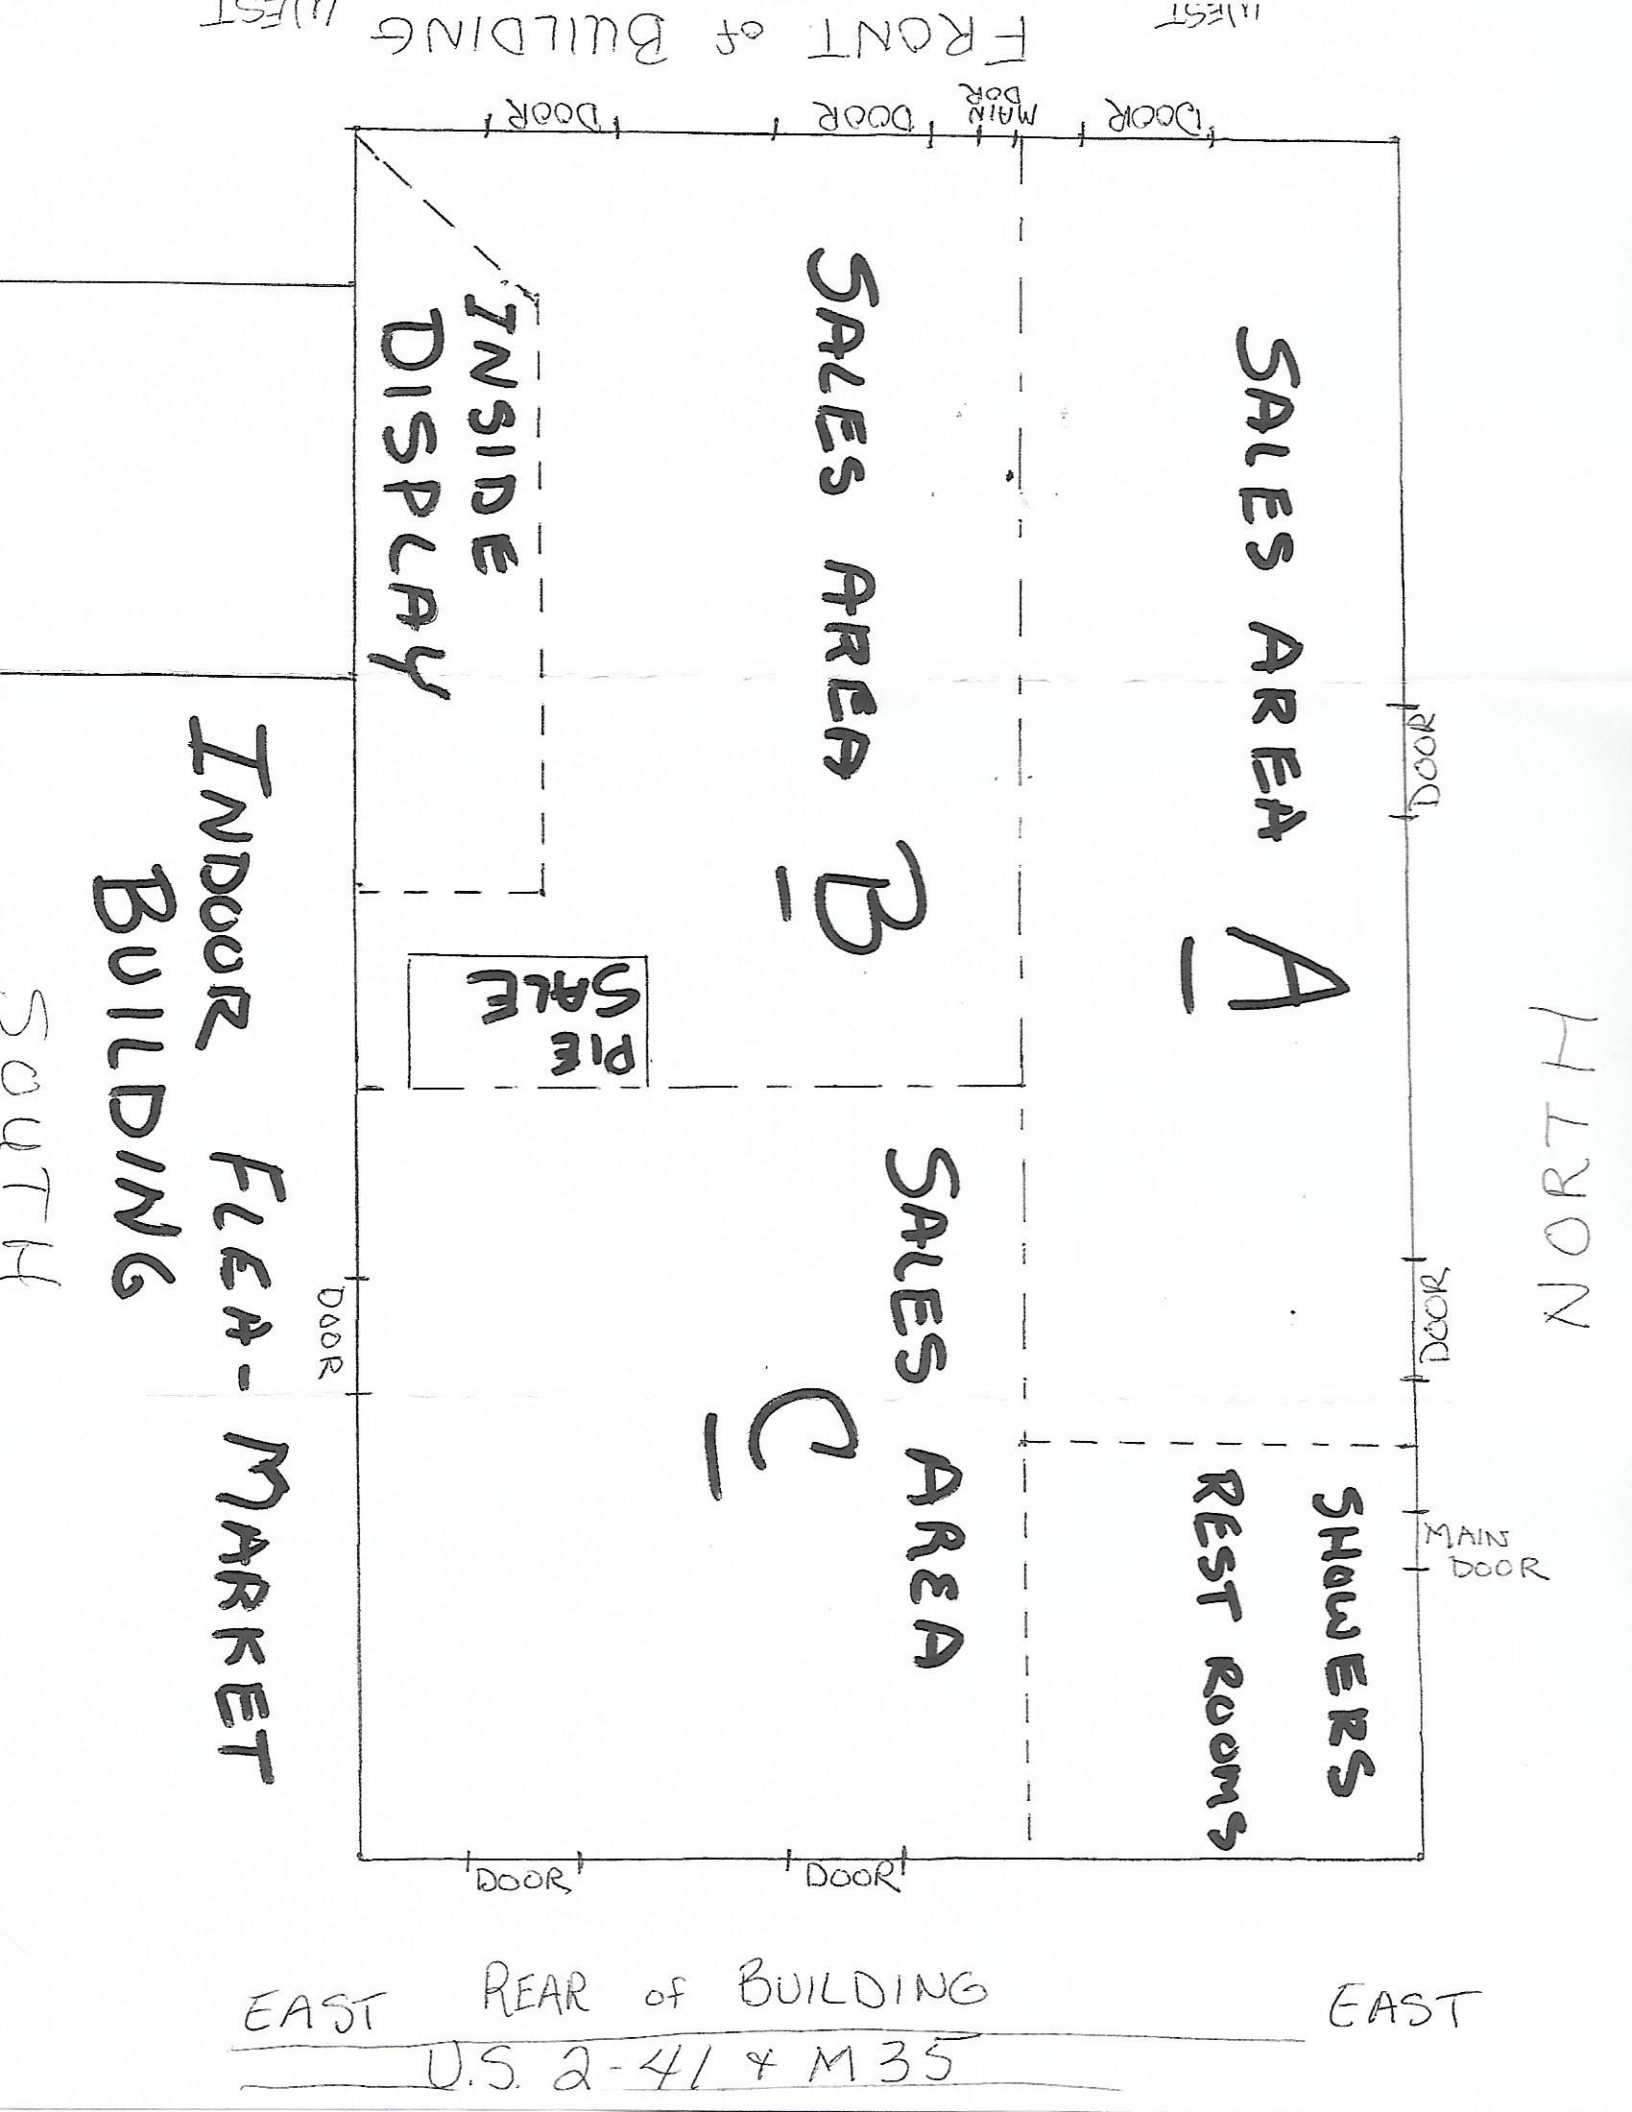 WEST
FRONT of BUILDING
WEST
DOOR
DOOR
MAIN
DOR
DOOR
SALES AREA
A
SALES AREA
B
INSIDE
DISPLAY
PIE
SALE
SALES AREA
C
SHOWERS
REST ROOMS
DOOR
DOOR
MAIN
DOOR
NORTH
DOOR
INDOOR FLEA-MARKET
BUILDING
SOUTH
DOOR
DOOR
EAST
REAR of BUILDING
EAST
U.S. 2-41 & M35